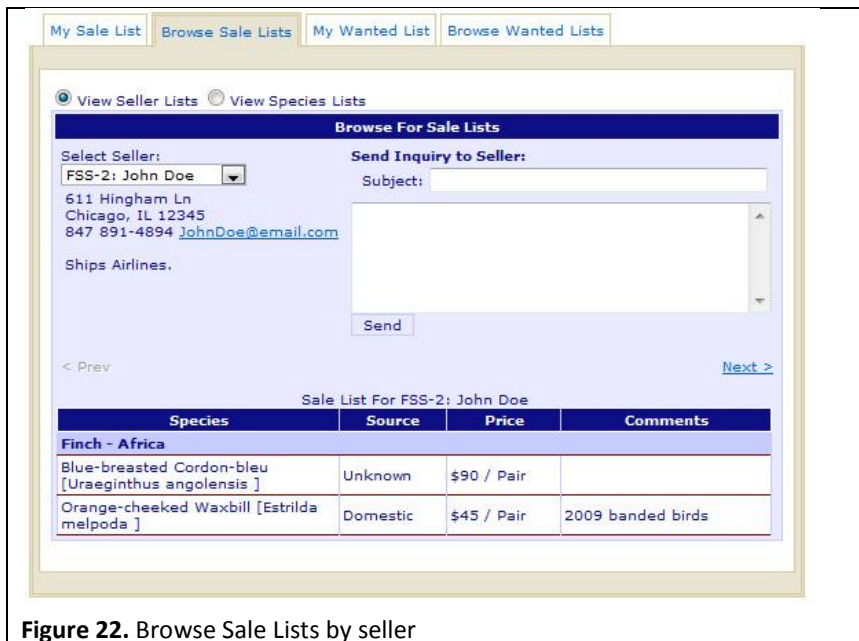 My Sale List Browse Sale Lists My Wanted List Browse Wanted Lists
View Seller Lists View Species Lists
Browse For Sale Lists
Select Seller:
FSS-2: John Doe
611 Hingham Ln
Chicago, IL 12345
847 891-4894 JohnDoe@email.com
Ships Airlines.
Send Inquiry to Seller:
Subject:
Send
< Prev Next >
Sale List For FSS-2: John Doe
Species Source Price Comments
Finch - Africa
Blue-breasted Cordon-bleu
[Uraeginthus angolensis ] Unknown $90 / Pair
Orange-cheeked Waxbill [Estrilda
melpoda ] Domestic $45 / Pair 2009 banded birds
Figure 22. Browse Sale Lists by seller